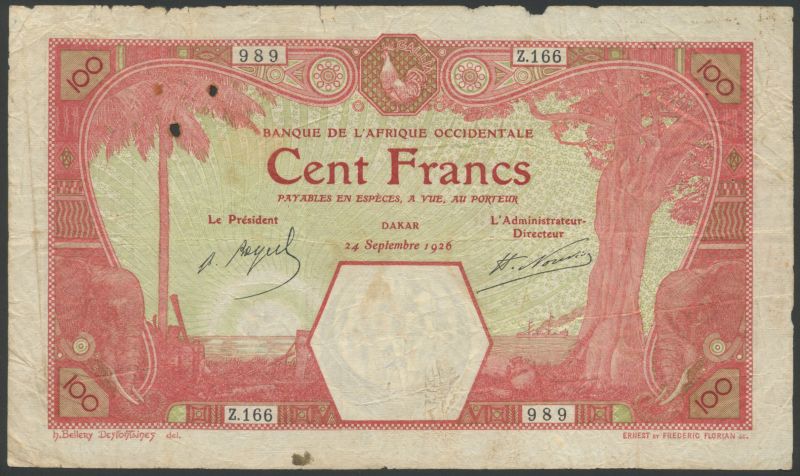 100
989
Z.166
100
BANQUE DE L'AFRIQUE OCCIDENTALE
Cent Francs
PAYABLES EN ESPÈCES, A VUE, AU PORTEUR
Le Président
DAKAR
L'Administrateur-
Directeur
24 Septembre 1926
100
Z.166
989
100
h. Bellery Desfontaines del.
ERNEST ET FRÉDÉRIC FLORIAN sc.